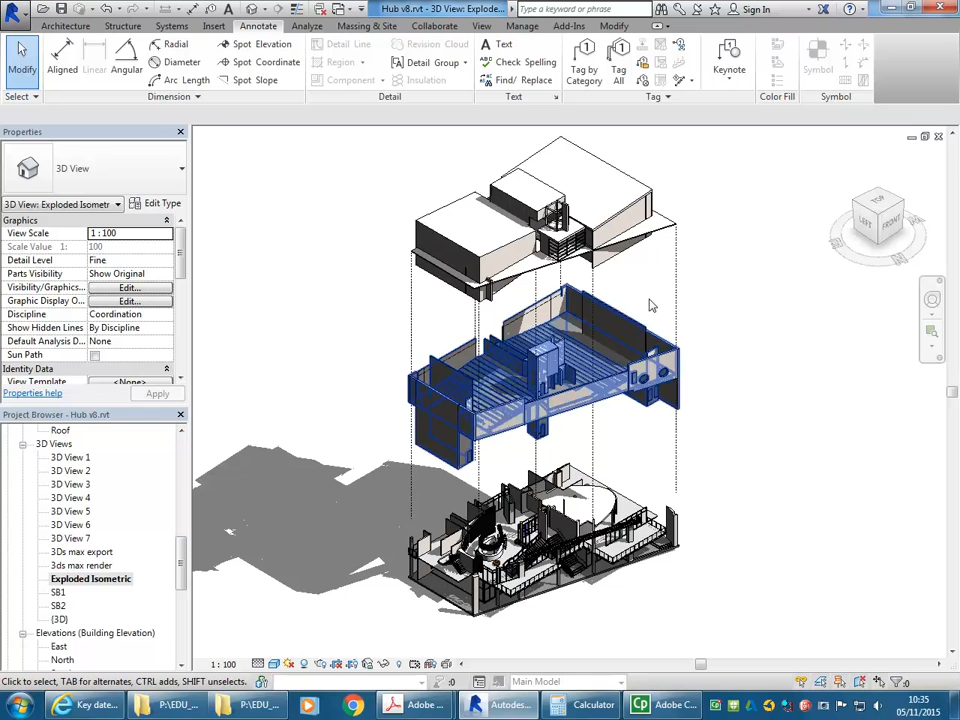 Hub v8.rvt - 3D View: Explode...
Type a keyword or phrase
Sign In
Architecture Structure Systems Insert Annotate Analyze Massing & Site Collaborate View Manage Add-Ins Modify
Modify
Select
Aligned
Linear
Angular
Radial
Diameter
Arc Length
Spot Elevation
Spot Coordinate
Spot Slope
Dimension
Detail Line
Region
Component
Revision Cloud
Detail Group
Insulation
Detail
Text
Check Spelling
Find/ Replace
Text
Tag by
Category
Tag
All
Tag
Keynote
Color Fill
Symbol
Symbol
Properties
3D View
3D View: Exploded Isometr
Edit Type
Graphics
View Scale 1 : 100
Scale Value 1: 100
Detail Level Fine
Parts Visibility Show Original
Visibility/Graphics... Edit...
Graphic Display O... Edit...
Discipline Coordination
Show Hidden Lines By Discipline
Default Analysis D... None
Sun Path
Identity Data
View Template <None>
Properties help
Apply
Project Browser - Hub v8.rvt
Roof
3D Views
3D View 1
3D View 2
3D View 3
3D View 4
3D View 5
3D View 6
3D View 7
3Ds max export
3ds max render
Exploded Isometric
SB1
SB2
{3D}
Elevations (Building Elevation)
East
North
TOP
LEFT
FRONT
1 : 100
Click to select, TAB for alternates, CTRL adds, SHIFT unselects.
:0
Main Model
:0
Key date...
P:\EDU_...
P:\EDU_...
Adobe ...
Autodes...
Calculator
Adobe C...
10:35
05/11/2015